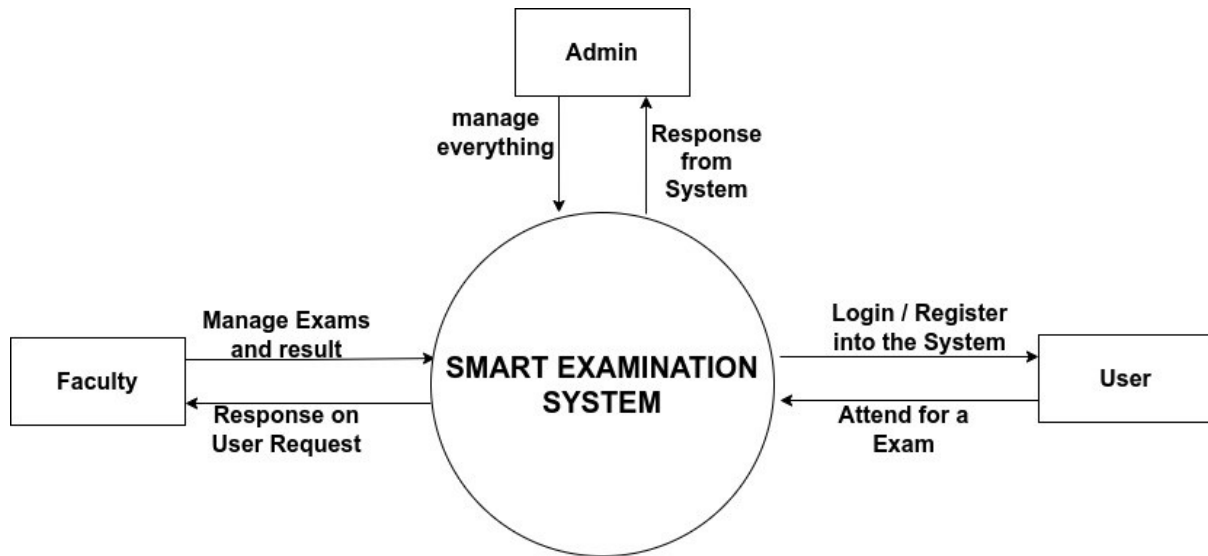 Admin
manage
everything
Response
from
System
Manage Exams
and result
Faculty
Response on
User Request
SMART EXAMINATION
SYSTEM
Login / Register
into the System
User
Attend for a
Exam